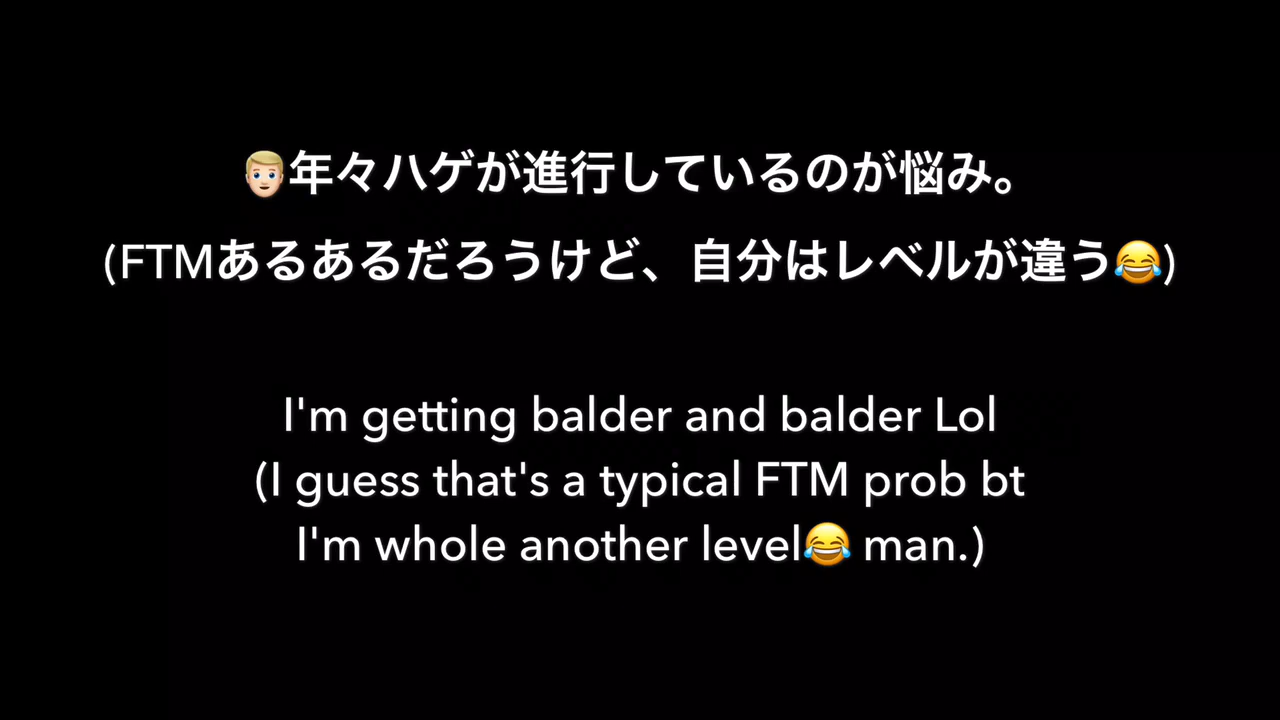 👱🏻年々ハゲが進行しているのが悩み。
(FTMあるあるだろうけど、自分はレベルが違う😂)
I'm getting balder and balder Lol
(I guess that's a typical FTM prob bt
I'm whole another level😂 man.)